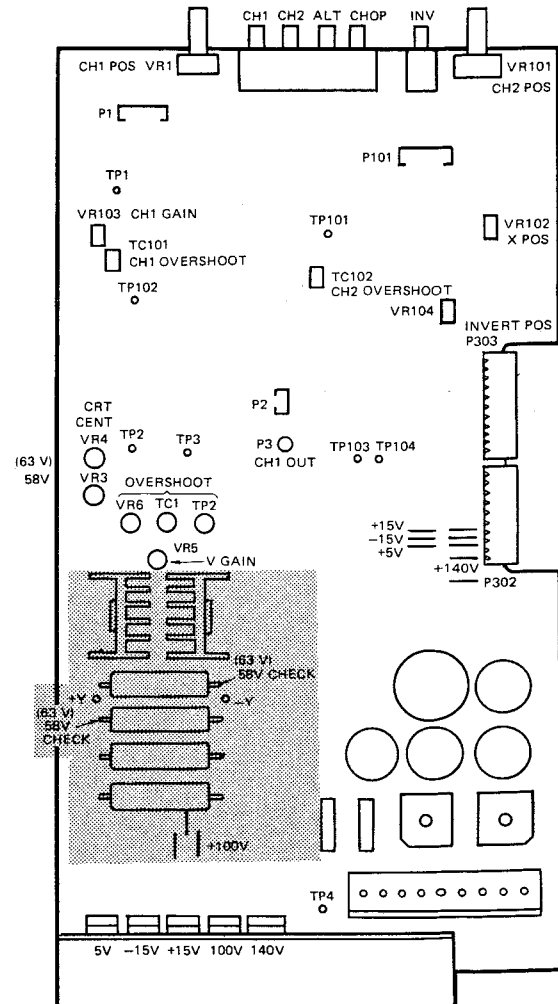 CH1 CH2 ALT CHOP INV
CH1 POS VR1
VR101
CH2 POS
P1
P101
TP1
VR103 CH1 GAIN
TP101
VR102
X POS
TC101
CH1 OVERSHOOT
TC102
CH2 OVERSHOOT
TP102
VR104
INVERT POS
P303
P2
CRT
CENT
VR4
TP2
TP3
P3
CH1 OUT
TP103 TP104
(63 V)
58V
VR3
OVERSHOOT
VR6 TC1 TP2
+15V
-15V
+5V
VR5
V GAIN
+140V
P302
(63 V)
58V CHECK
+Y
-Y
(63 V)
58V
CHECK
+100V
TP4
5V -15V +15V 100V 140V